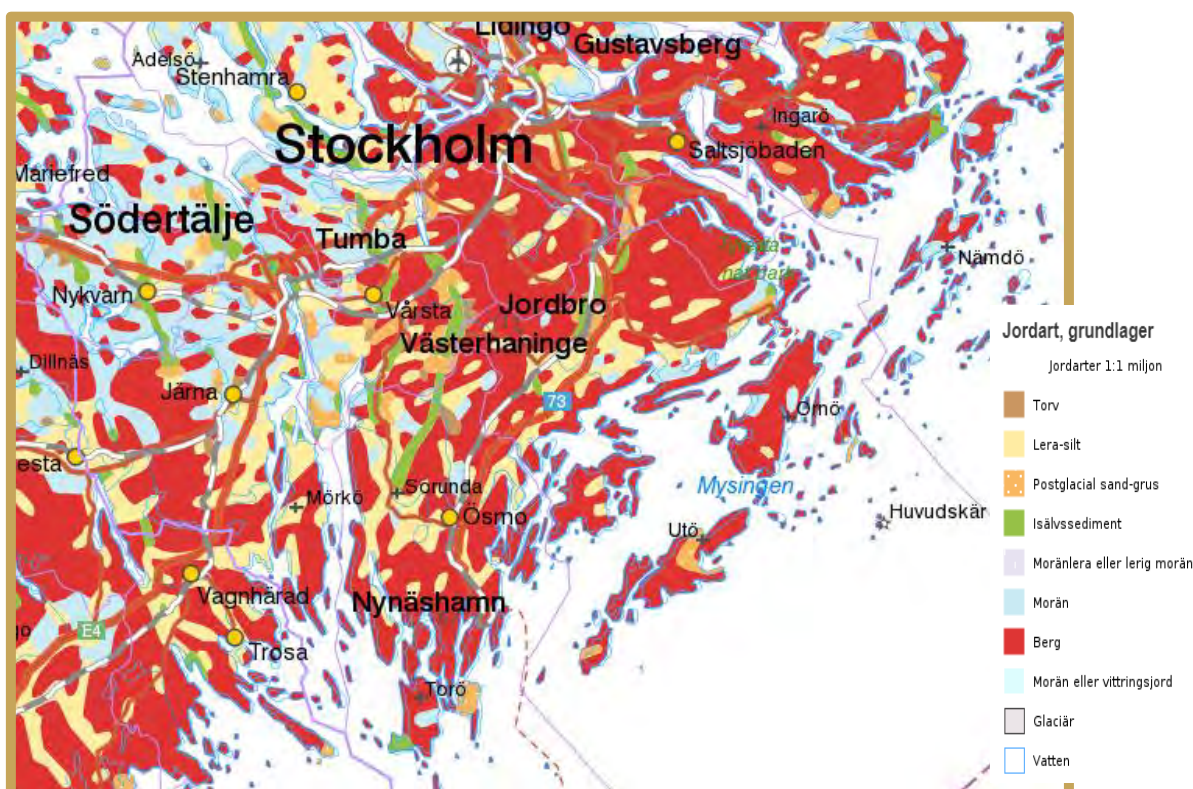 Lidingö
Gustavsberg
Adelsö
Stenhamra
Ingarö
Stockholm
Saltsjöbaden
Mariefred
Södertälje
Tumba
Nämdö
Nykvarn
Vårsta
Jordbro
Västerhaninge
Dillnäs
Järna
73
Ornö
esta
Mörkö
Sorunda
Mysingen
Ösmo
Huvudskär
Utö
Vagnhärad
Nynäshamn
E4
Trosa
Torö
Jordart, grundlager
Jordarter 1:1 miljon
Torv
Lera-silt
Postglacial sand-grus
Isälvssediment
Moränlera eller lerig morän
Morän
Berg
Morän eller vittringsjord
Glaciär
Vatten